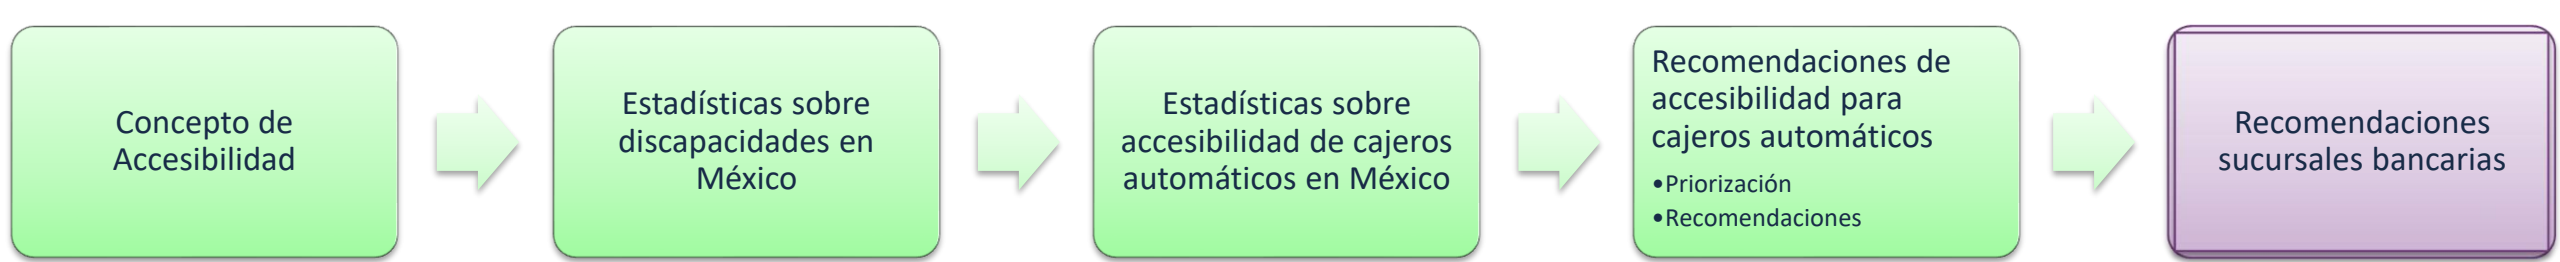 Concepto de
Accesibilidad
Estadísticas sobre
discapacidades en
México
Estadísticas sobre
accesibilidad de cajeros
automáticos en México
Recomendaciones de
accesibilidad para
cajeros automáticos
•Priorización
•Recomendaciones
Recomendaciones
sucursales bancarias